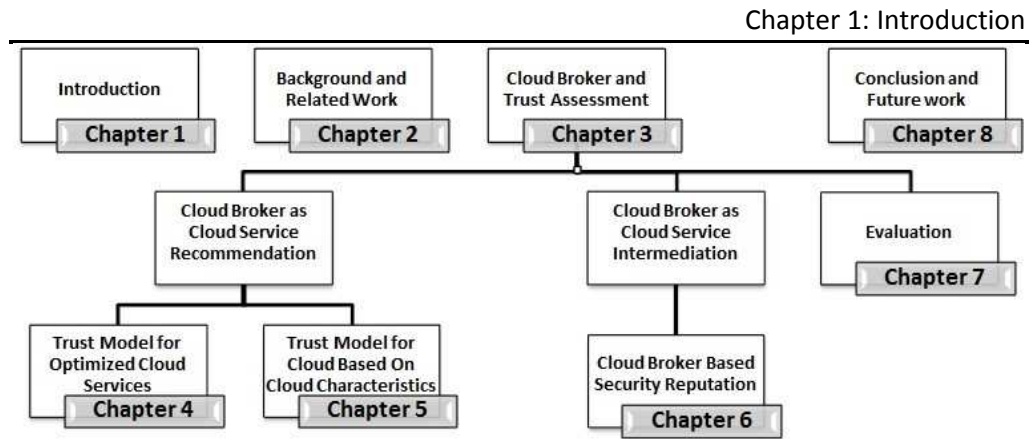 Chapter 1: Introduction
Introduction
Chapter 1
Background and
Related Work
Chapter 2
Cloud Broker and
Trust Assessment
Chapter 3
Conclusion and
Future work
Chapter 8
Cloud Broker as
Cloud Service
Recommendation
Cloud Broker as
Cloud Service
Intermediation
Evaluation
Chapter 7
Trust Model for
Optimized Cloud
Services
Chapter 4
Trust Model for
Cloud Based On
Cloud Characteristics
Chapter 5
Cloud Broker Based
Security Reputation
Chapter 6